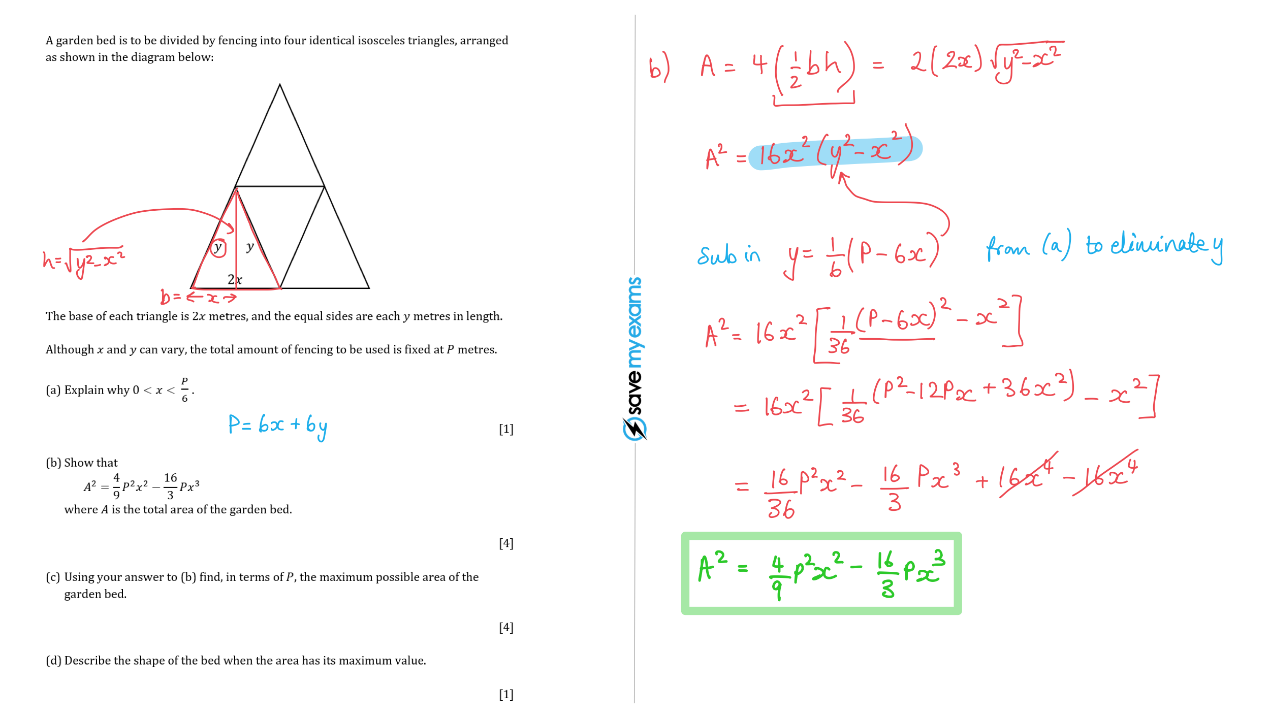 A garden bed is to be divided by fencing into four identical isosceles triangles, arranged
as shown in the diagram below:
h=√(y²-x²)
y
y
2x
b= ←x→
The base of each triangle is 2x metres, and the equal sides are each y metres in length.
Although x and y can vary, the total amount of fencing to be used is fixed at P metres.
(a) Explain why 0 < x < P/6.
P= 6x + 6y
[1]
(b) Show that
A² = 4/9 P²x² − 16/3 Px³
where A is the total area of the garden bed.
[4]
(c) Using your answer to (b) find, in terms of P, the maximum possible area of the
garden bed.
[4]
(d) Describe the shape of the bed when the area has its maximum value.
[1]
savemyexams
b) A = 4(1/2 bh) = 2(2x)√(y²-x²)
A² = 16x²(y²-x²)
Sub in y= 1/6(P-6x) from (a) to eliminate y
A² = 16x²[1/36(P-6x)² - x²]
= 16x²[1/36(P²-12Px+36x²) - x²]
= 16/36 P²x² - 16/3 Px³ + 16x⁴ - 16x⁴
A² = 4/9 P²x² - 16/3 Px³